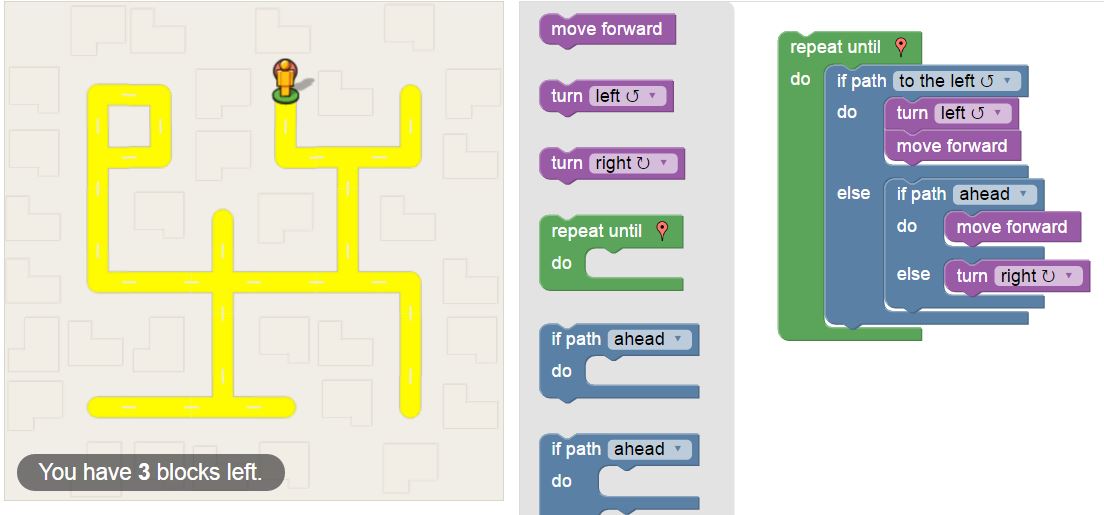 You have 3 blocks left.
move forward
turn left ↺ ▼
turn right ↻ ▼
repeat until
do
if path ahead ▼
do
if path ahead ▼
do
repeat until
do
if path to the left ↺ ▼
do
turn left ↺ ▼
move forward
else
if path ahead ▼
do
move forward
else
turn right ↻ ▼